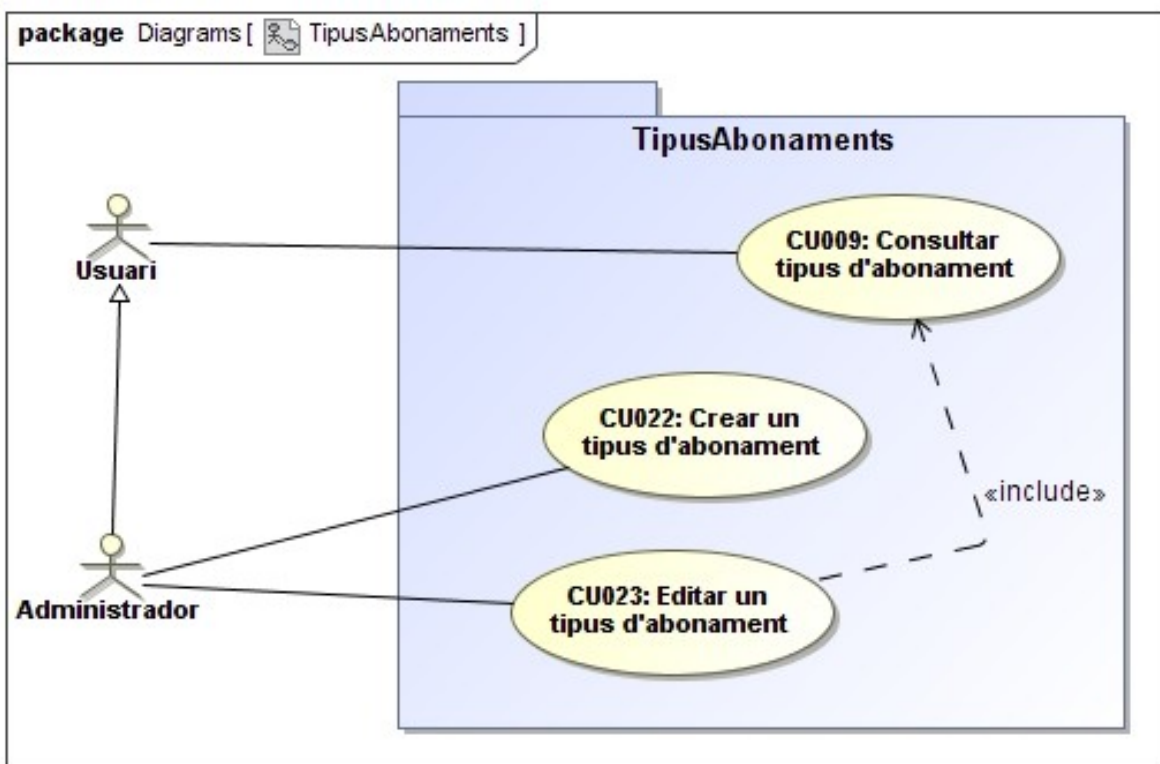 package Diagrams [ TipusAbonaments ]
TipusAbonaments
Usuari
CU009: Consultar
tipus d'abonament
CU022: Crear un
tipus d'abonament
«include»
Administrador
CU023: Editar un
tipus d'abonament